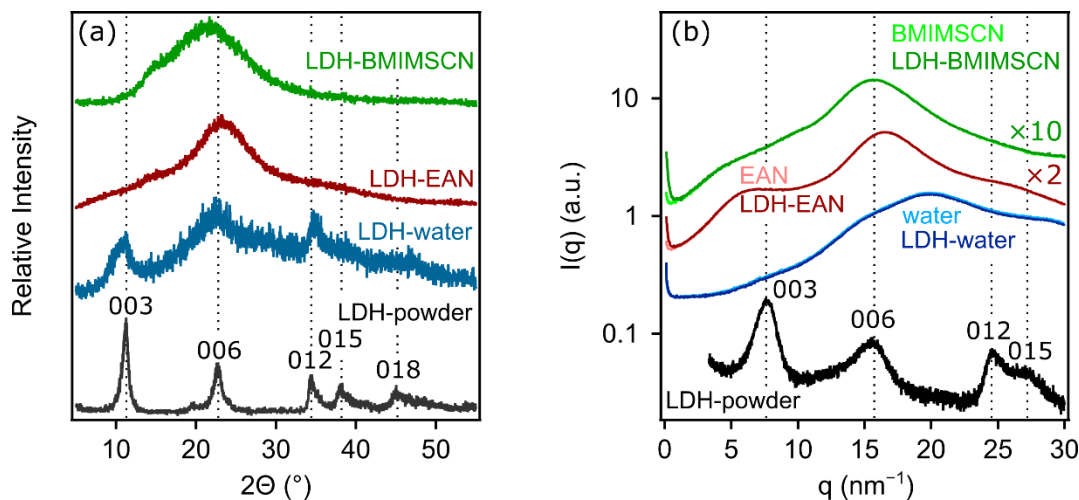 (a)
LDH-BMIMSCN
LDH-EAN
LDH-water
LDH-powder
003
006
012
015
018
Relative Intensity
10 20 30 40 50
2Θ (°)
(b)
BMIMSCN
LDH-BMIMSCN
×10
EAN
LDH-EAN
×2
water
LDH-water
003
006
012
015
LDH-powder
I(q) (a.u.)
10
1
0.1
0 5 10 15 20 25 30
q (nm⁻¹)